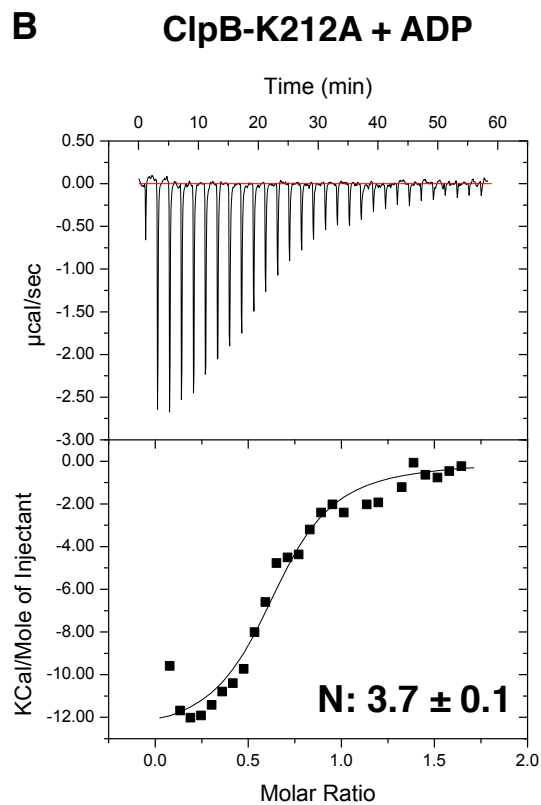 B ClpB-K212A + ADP
Time (min)
0 10 20 30 40 50 60
0.50
0.00
-0.50
-1.00
-1.50
-2.00
-2.50
-3.00
µcal/sec
0.00
-2.00
-4.00
-6.00
-8.00
-10.00
-12.00
KCal/Mole of Injectant
N: 3.7 ± 0.1
0.0 0.5 1.0 1.5 2.0
Molar Ratio